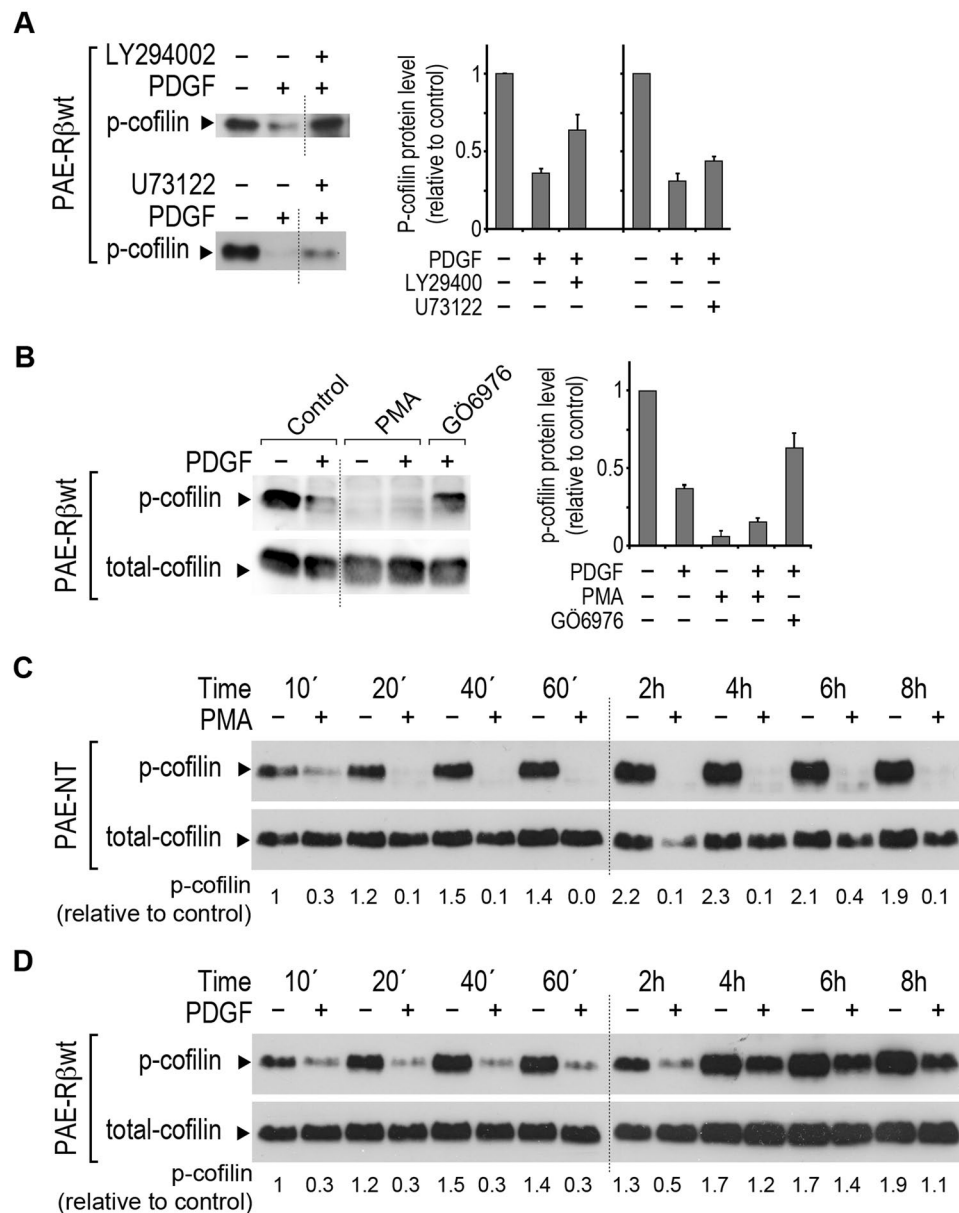 A
LY294002 – – +
PDGF – + +
p-cofilin
U73122 – – +
PDGF – + +
p-cofilin
PAE-Rβwt
P-cofilin protein level
(relative to control)
1
0.5
0
PDGF – + + – + +
LY29400 – – + – – –
U73122 – – – – – +
B
Control PMA GÖ6976
PDGF – + – + +
p-cofilin
total-cofilin
PAE-Rβwt
p-cofilin protein level
(relative to control)
1
0.5
0
PDGF – + – + +
PMA – – + + –
GÖ6976 – – – – +
C
Time 10´ 20´ 40´ 60´ 2h 4h 6h 8h
PMA – + – + – + – + – + – + – + – +
p-cofilin
total-cofilin
PAE-NT
p-cofilin
(relative to control) 1 0.3 1.2 0.1 1.5 0.1 1.4 0.0 2.2 0.1 2.3 0.1 2.1 0.4 1.9 0.1
D
Time 10´ 20´ 40´ 60´ 2h 4h 6h 8h
PDGF – + – + – + – + – + – + – + – +
p-cofilin
total-cofilin
PAE-Rβwt
p-cofilin
(relative to control) 1 0.3 1.2 0.3 1.5 0.3 1.4 0.3 1.3 0.5 1.7 1.2 1.7 1.4 1.9 1.1